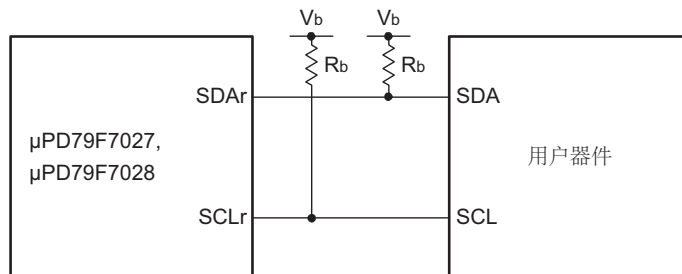 Vb
Vb
Rb
Rb
SDAr
SDA
μPD79F7027,
μPD79F7028
用户器件
SCLr
SCL